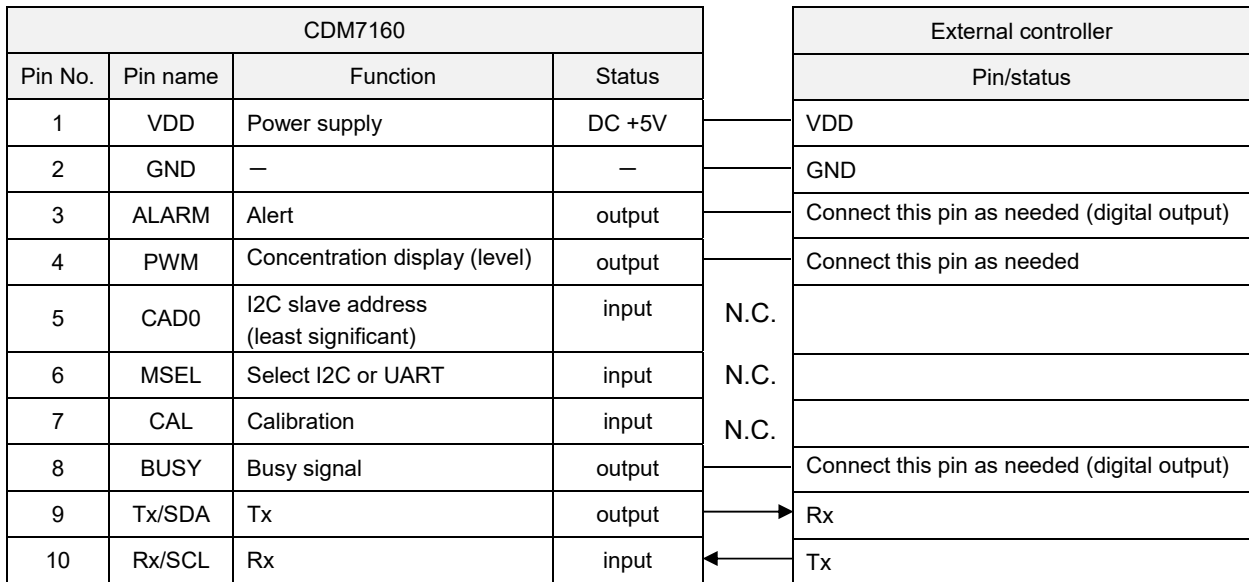 CDM7160 External controller
Pin No. Pin name Function Status Pin/status
1 VDD Power supply DC +5V VDD
2 GND － － GND
3 ALARM Alert output Connect this pin as needed (digital output)
4 PWM Concentration display (level) output Connect this pin as needed
5 CAD0 I2C slave address
(least significant) input N.C.
6 MSEL Select I2C or UART input N.C.
7 CAL Calibration input N.C.
8 BUSY Busy signal output Connect this pin as needed (digital output)
9 Tx/SDA Tx output Rx
10 Rx/SCL Rx input Tx